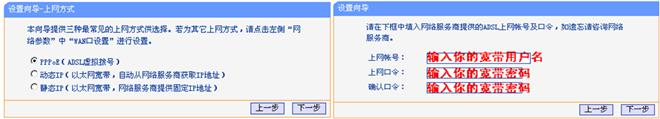 设置向导-上网方式
本向导提供三种最常见的上网方式供选择。若为其它上网方式，请点击左侧“网
络参数”中“WAN口设置”进行设置。
PPPoE（ADSL虚拟拨号）
动态IP（以太网宽带，自动从网络服务商获取IP地址）
静态IP（以太网宽带，网络服务商提供固定IP地址）
上一步 下一步
设置向导
请在下框中填入网络服务商提供的ADSL上网帐号及口令，如遗忘请咨询网络
服务商。
上网帐号： 输入你的宽带用户名
上网口令： 输入你的宽带密码
确认口令： 输入你的宽带密码
上一步 下一步